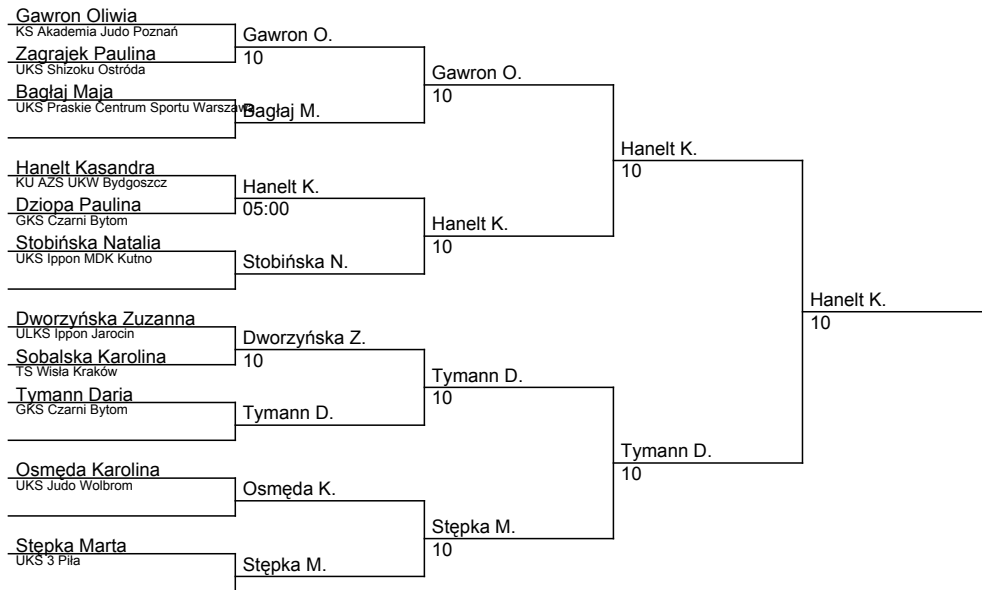 Gawron Oliwia
KS Akademia Judo Poznań
Zagrajek Paulina
UKS Shizoku Ostróda
Bagłaj Maja
UKS Praskie Centrum Sportu Warszawa
Hanelt Kasandra
KU AZS UKW Bydgoszcz
Dziopa Paulina
GKS Czarni Bytom
Stobińska Natalia
UKS Ippon MDK Kutno
Dworzyńska Zuzanna
ULKS Ippon Jarocin
Sobalska Karolina
TS Wisła Kraków
Tymann Daria
GKS Czarni Bytom
Osmęda Karolina
UKS Judo Wolbrom
Stępka Marta
UKS 3 Piła
Gawron O.
10
Bagłaj M.
Hanelt K.
05:00
Stobińska N.
Dworzyńska Z.
10
Tymann D.
Osmęda K.
Stępka M.
Gawron O.
10
Hanelt K.
10
Tymann D.
10
Stępka M.
10
Hanelt K.
10
Tymann D.
10
Hanelt K.
10